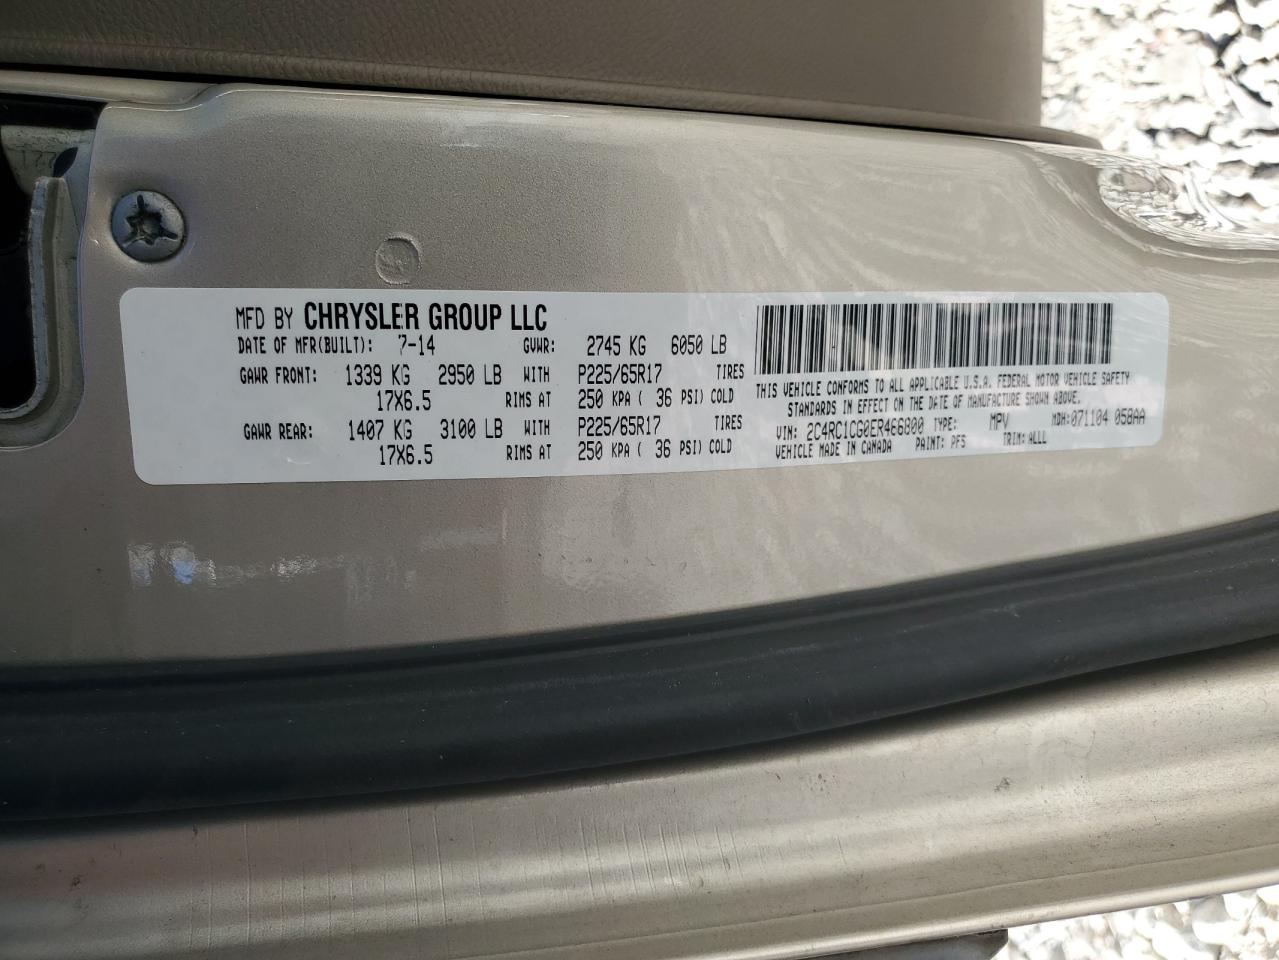 MFD BY CHRYSLER GROUP LLC
DATE OF MFR(BUILT): 7-14 GVWR: 2745 KG 6050 LB
GAWR FRONT: 1339 KG 2950 LB WITH P225/65R17 TIRES
17X6.5 RIMS AT 250 KPA ( 36 PSI) COLD
GAWR REAR: 1407 KG 3100 LB WITH P225/65R17 TIRES
17X6.5 RIMS AT 250 KPA ( 36 PSI) COLD
THIS VEHICLE CONFORMS TO ALL APPLICABLE U.S.A. FEDERAL MOTOR VEHICLE SAFETY
STANDARDS IN EFFECT ON THE DATE OF MANUFACTURE SHOWN ABOVE.
VIN: 2C4RC1CG0ER466800 TYPE: MPV MDH:071104 058AA
VEHICLE MADE IN CANADA PAINT: PFS TRIM: ALLL